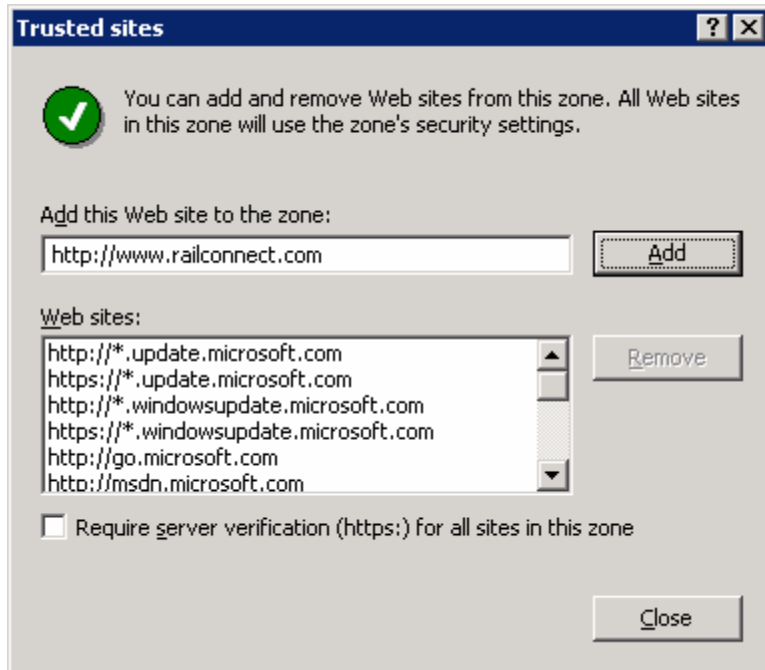 Trusted sites
You can add and remove Web sites from this zone. All Web sites
in this zone will use the zone's security settings.
Add this Web site to the zone:
http://www.railconnect.com
Add
Web sites:
http://*.update.microsoft.com
https://*.update.microsoft.com
http://*.windowsupdate.microsoft.com
https://*.windowsupdate.microsoft.com
http://go.microsoft.com
http://msdn.microsoft.com
Remove
Require server verification (https:) for all sites in this zone
Close